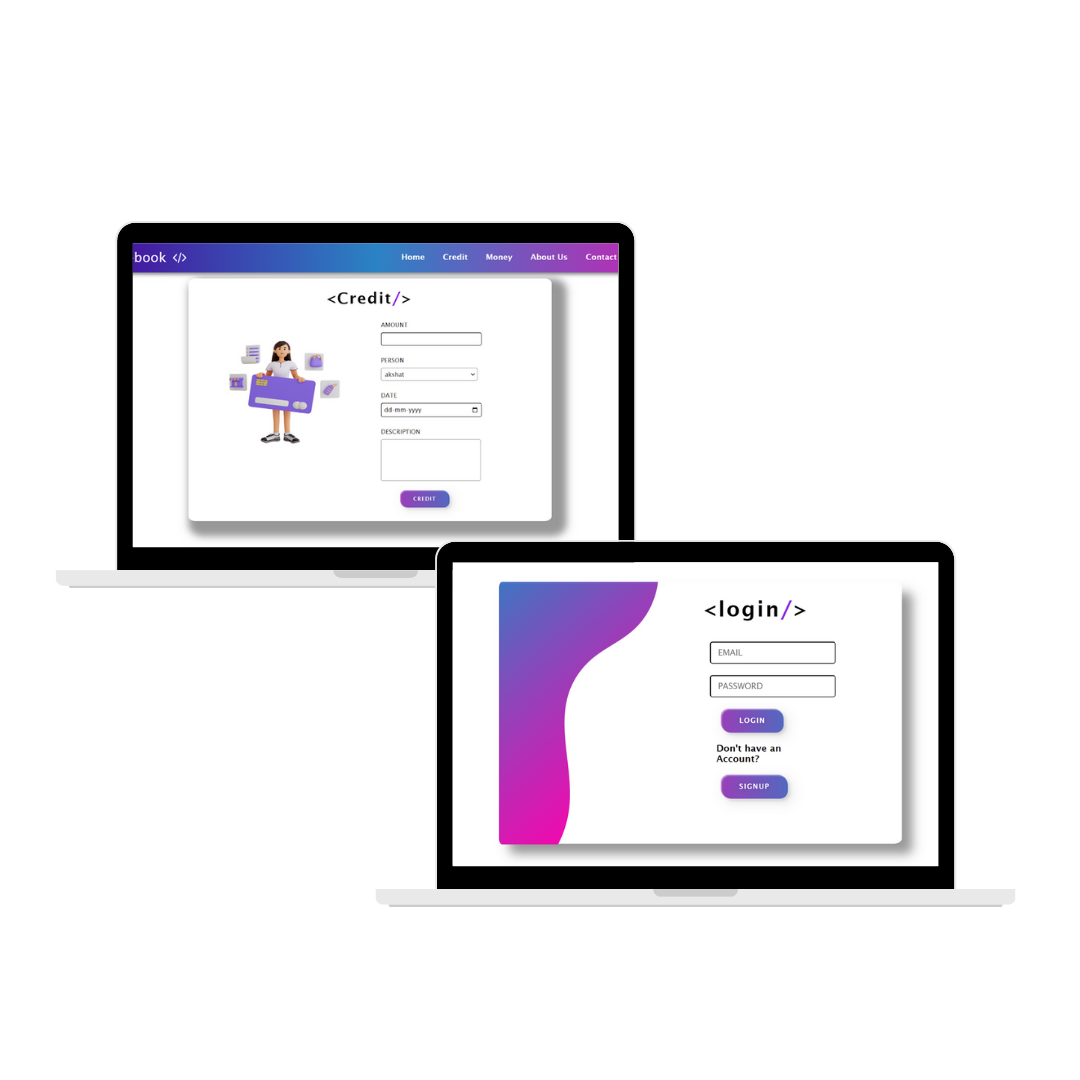 book </>
Home Credit Money About Us Contact
<Credit/>
AMOUNT
PERSON
akshat
DATE
dd-mm-yyyy
DESCRIPTION
CREDIT
<login/>
EMAIL
PASSWORD
LOGIN
Don't have an
Account?
SIGNUP